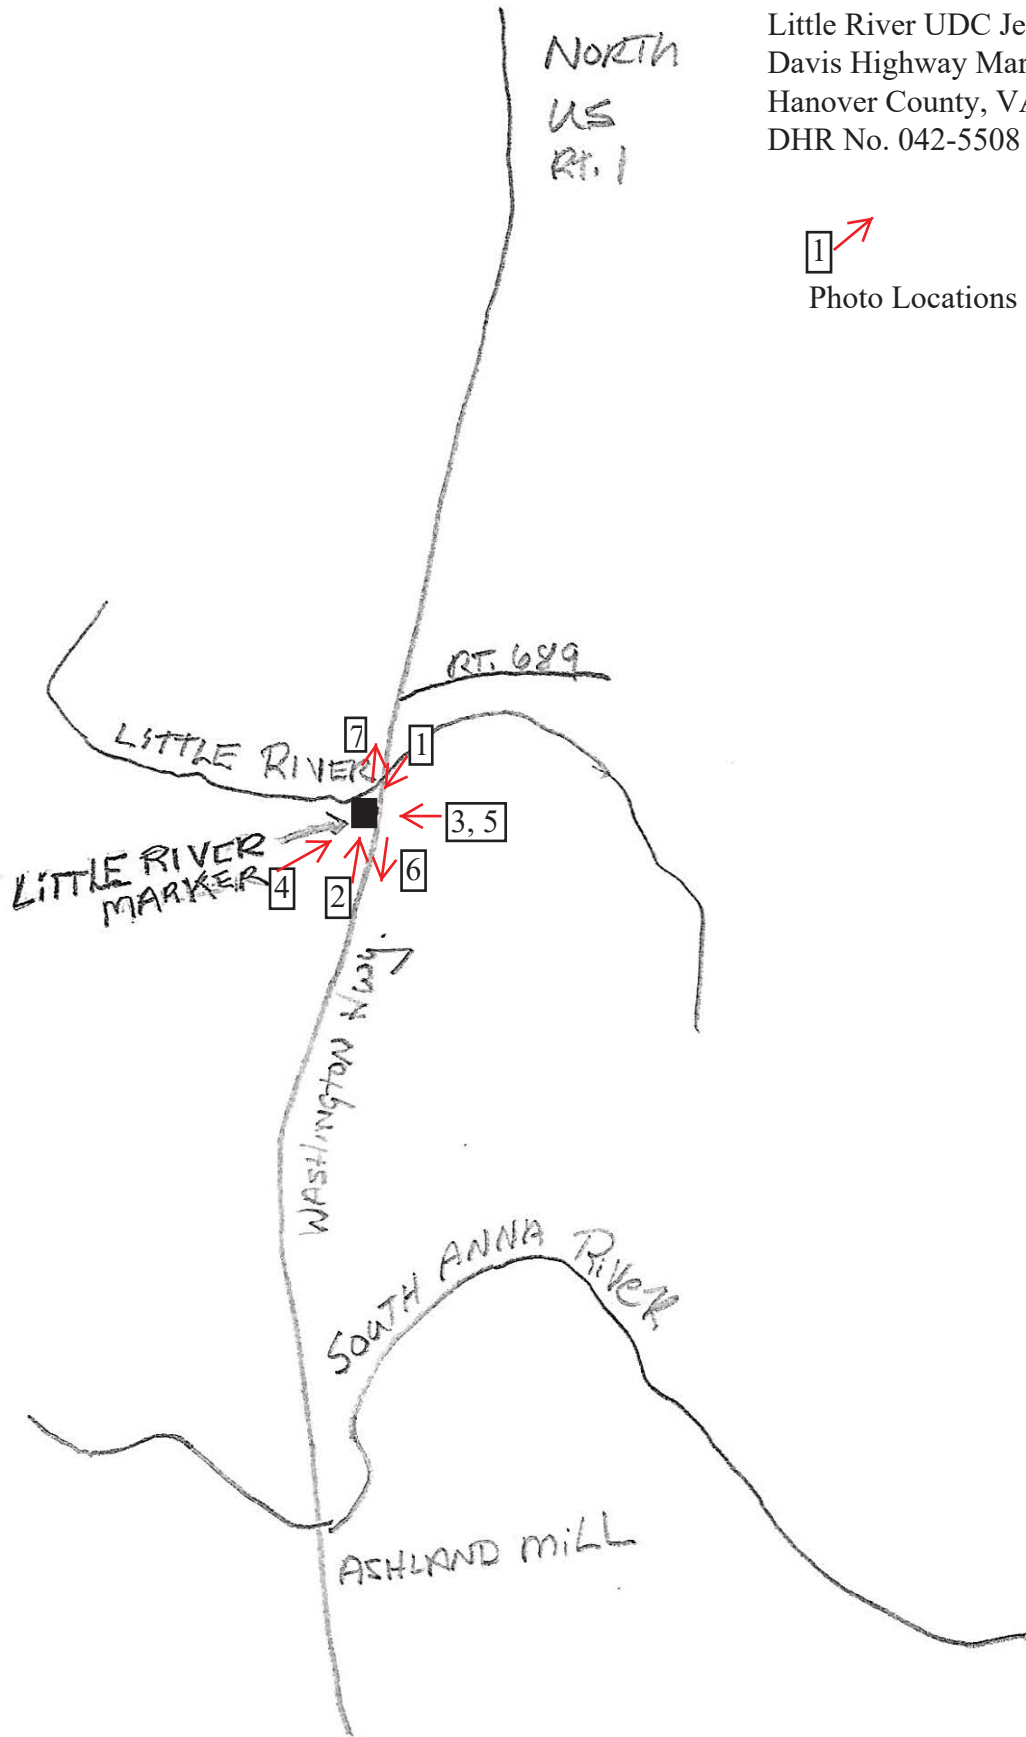 NORTH
US
RT. 1
Little River UDC Je
Davis Highway Mar
Hanover County, VA
DHR No. 042-5508
1
Photo Locations
RT. 689
LITTLE RIVER
7
1
3, 5
LITTLE RIVER
MARKER
4
2
6
WASHINGTON HWY.
SOUTH ANNA RIVER
ASHLAND MILL